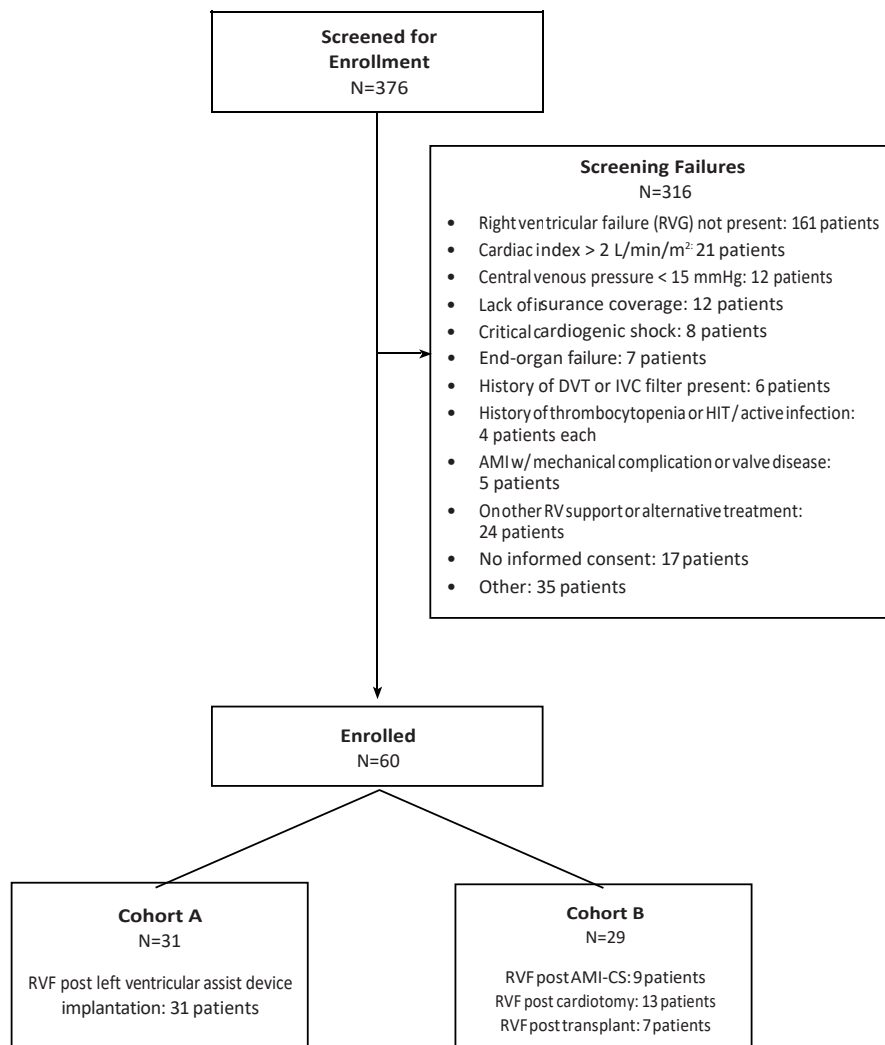 Screened for
Enrollment
N=376
Screening Failures
N=316
• Right ventricular failure (RVG) not present: 161 patients
• Cardiac index > 2 L/min/m²: 21 patients
• Central venous pressure < 15 mmHg: 12 patients
• Lack of insurance coverage: 12 patients
• Critical cardiogenic shock: 8 patients
• End-organ failure: 7 patients
• History of DVT or IVC filter present: 6 patients
• History of thrombocytopenia or HIT / active infection:
4 patients each
• AMI w/ mechanical complication or valve disease:
5 patients
• On other RV support or alternative treatment:
24 patients
• No informed consent: 17 patients
• Other: 35 patients
Enrolled
N=60
Cohort A
N=31
RVF post left ventricular assist device
implantation: 31 patients
Cohort B
N=29
RVF post AMI-CS: 9 patients
RVF post cardiotomy: 13 patients
RVF post transplant: 7 patients